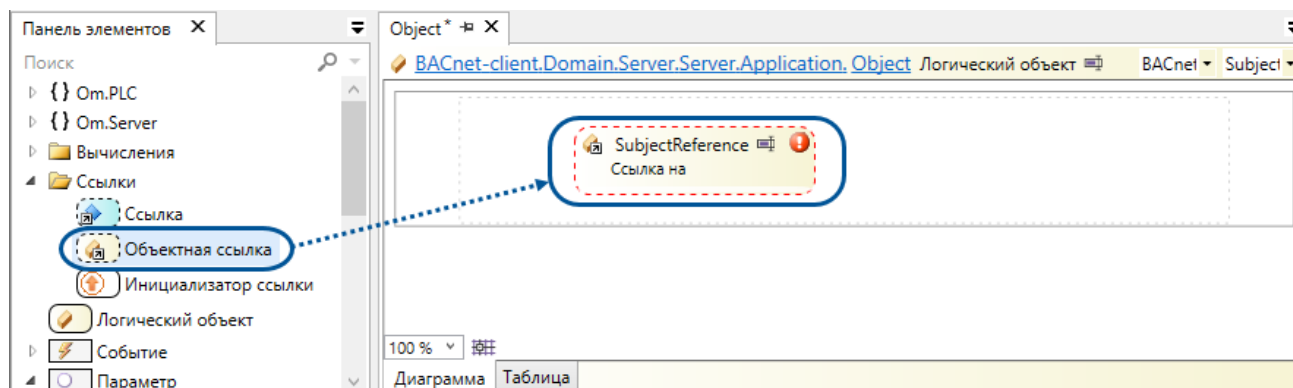 Панель элементов
Поиск
{} Om.PLC
{} Om.Server
Вычисления
Ссылки
Ссылка
Объектная ссылка
Инициализатор ссылки
Логический объект
Событие
Параметр
Object*
BACnet-client.Domain.Server.Server.Application. Object Логический объект BACnet Subject
SubjectReference
Ссылка на
100 %
Диаграмма Таблица